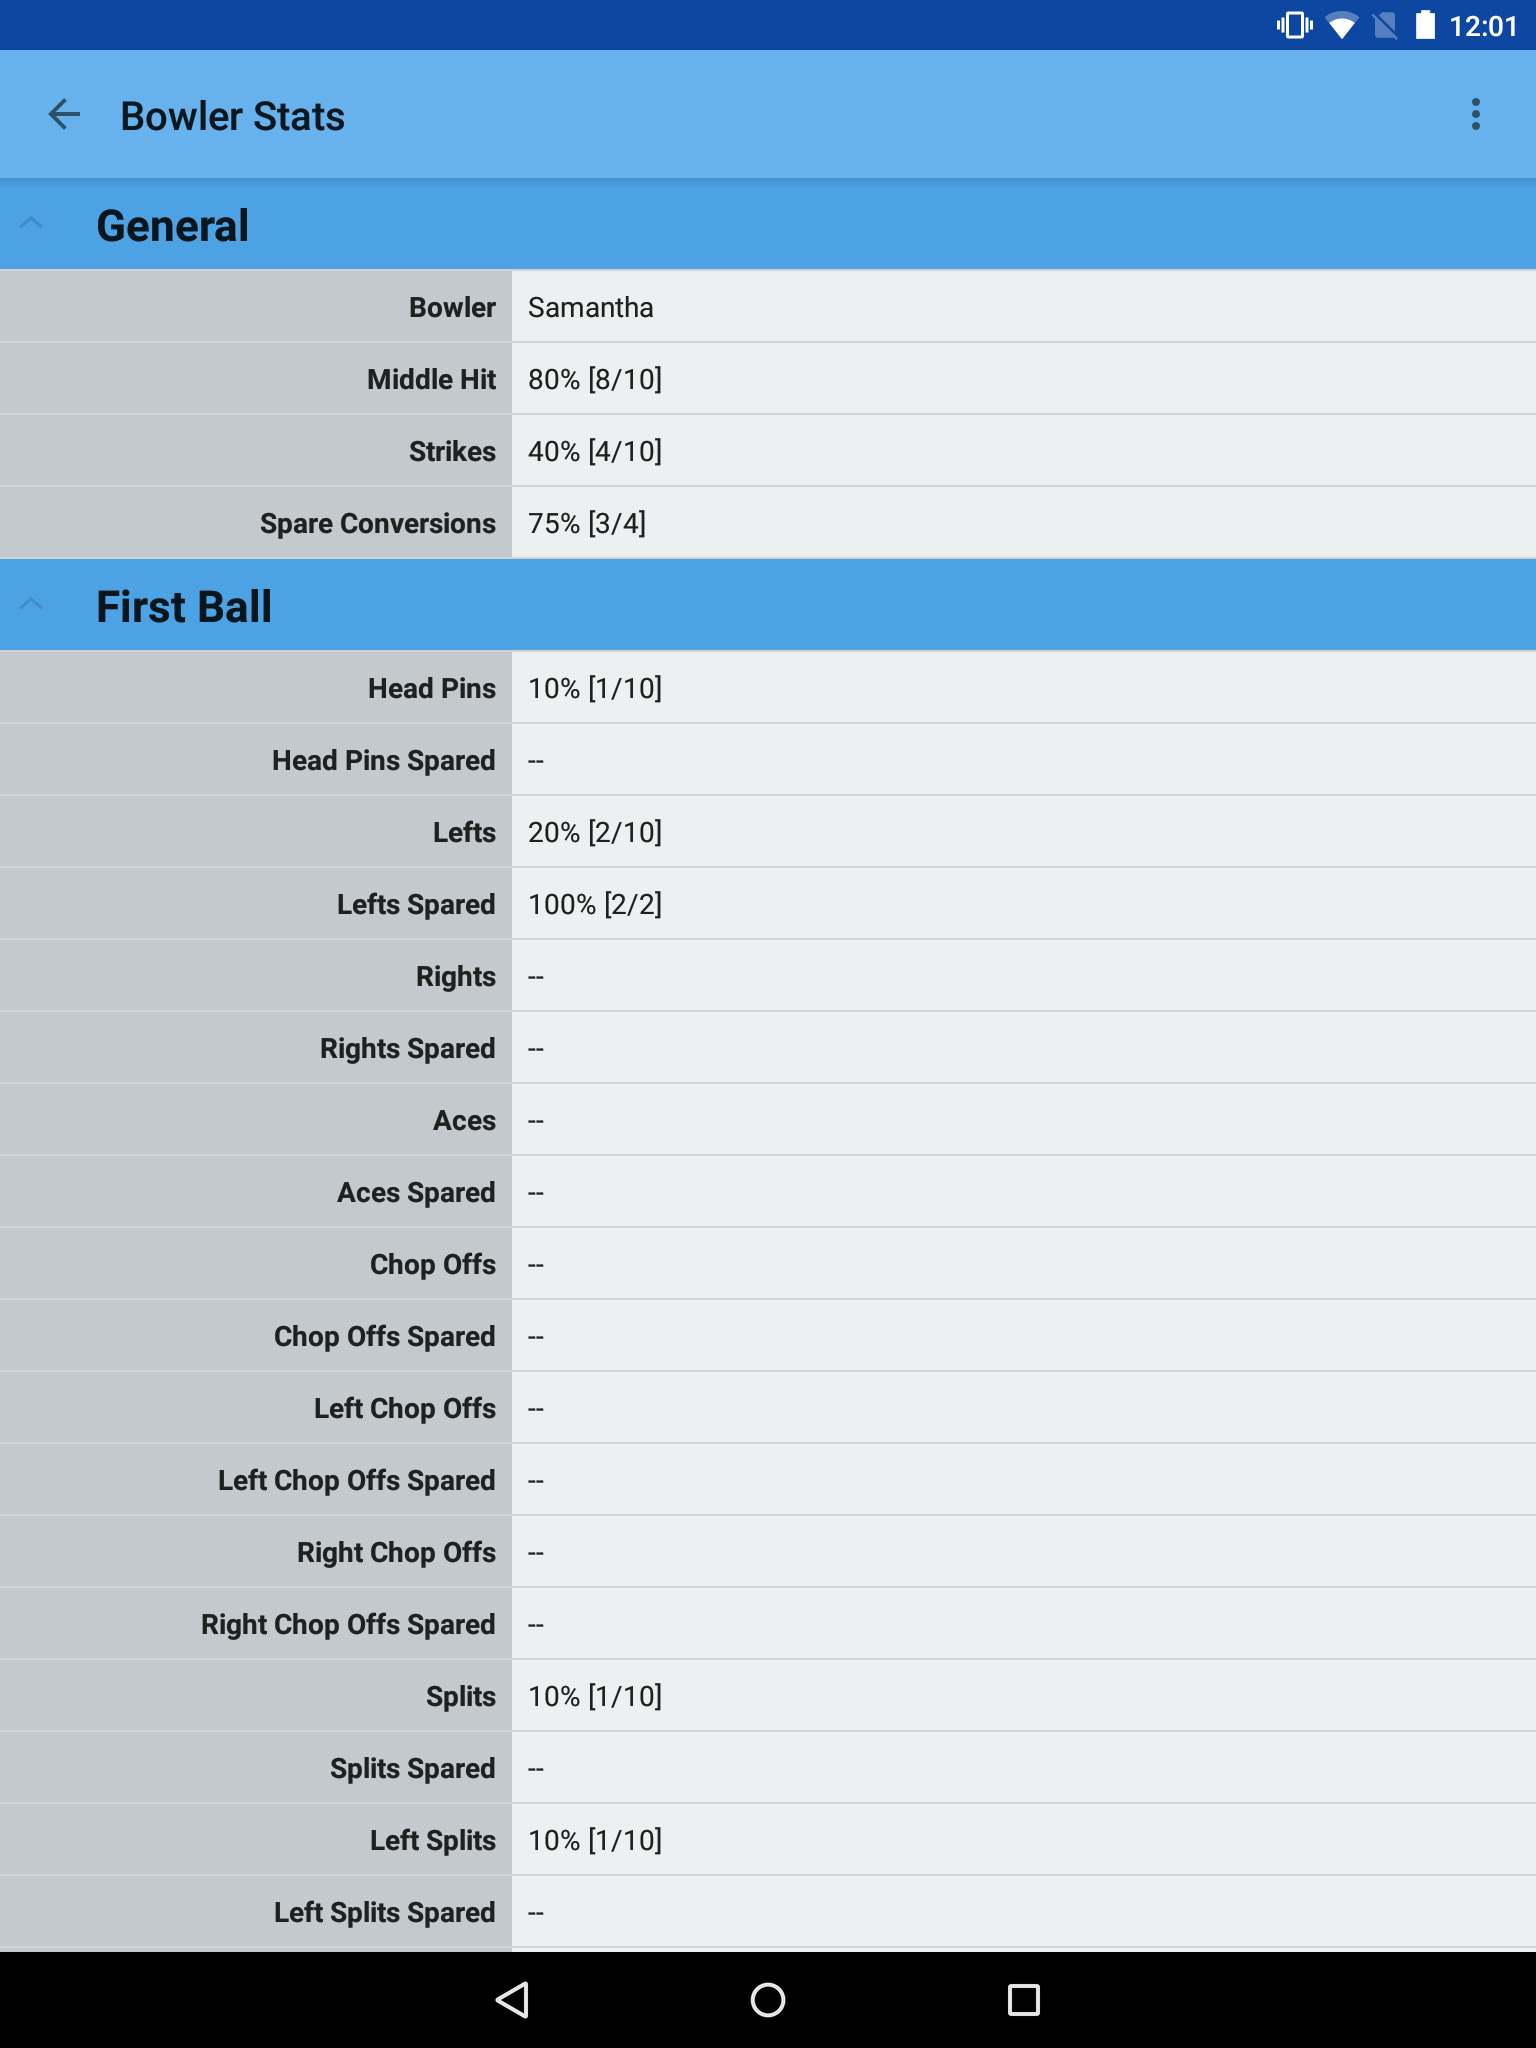 12:01
Bowler Stats
General
Bowler Samantha
Middle Hit 80% [8/10]
Strikes 40% [4/10]
Spare Conversions 75% [3/4]
First Ball
Head Pins 10% [1/10]
Head Pins Spared --
Lefts 20% [2/10]
Lefts Spared 100% [2/2]
Rights --
Rights Spared --
Aces --
Aces Spared --
Chop Offs --
Chop Offs Spared --
Left Chop Offs --
Left Chop Offs Spared --
Right Chop Offs --
Right Chop Offs Spared --
Splits 10% [1/10]
Splits Spared --
Left Splits 10% [1/10]
Left Splits Spared --